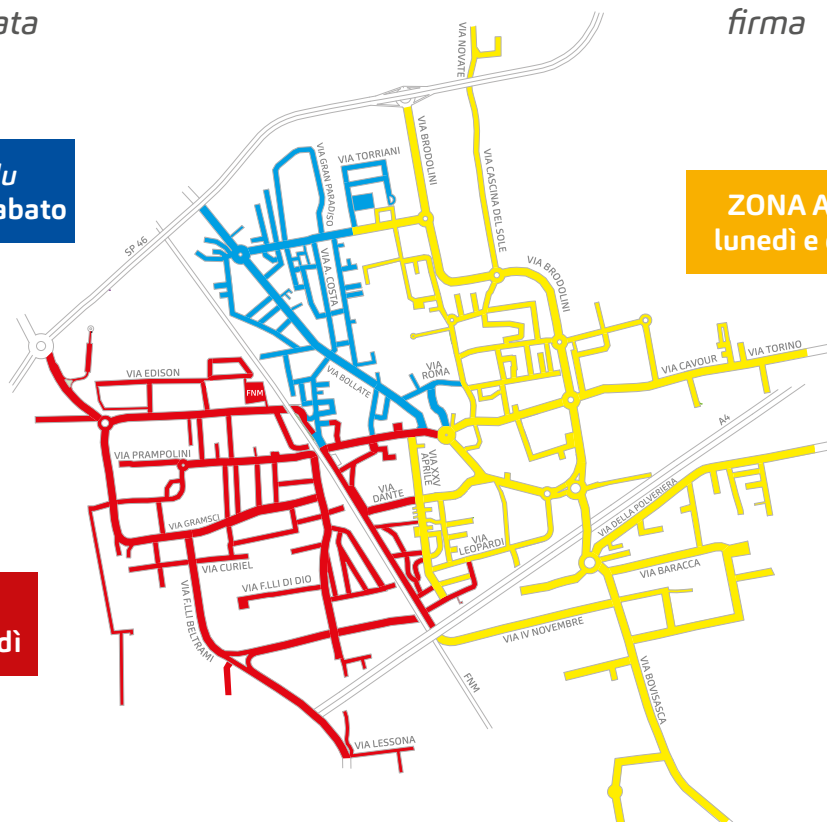 ata
firma
lu
abato
ZONA A
lunedì e
dì
VIA NOVATE
VIA BRODOLINI
VIA CASCINA DEL SOLE
VIA TORRIANI
VIA GRAN PARADISO
SP 46
VIA A. COSTA
VIA BRODOLINI
VIA EDISON
FNM
VIA BOLLATE
VIA
ROMA
VIA CAVOUR
VIA TORINO
A4
VIA PRAMPOLINI
VIA XXV
APRILE
VIA
DANTE
VIA GRAMSCI
VIA
LEOPARDI
VIA DELLA POLVERIERA
VIA CURIEL
VIA F.LLI DI DIO
VIA BARACCA
VIA F.LLI BELTRAMI
VIA IV NOVEMBRE
FNM
VIA BOVISASCA
VIA LESSONA